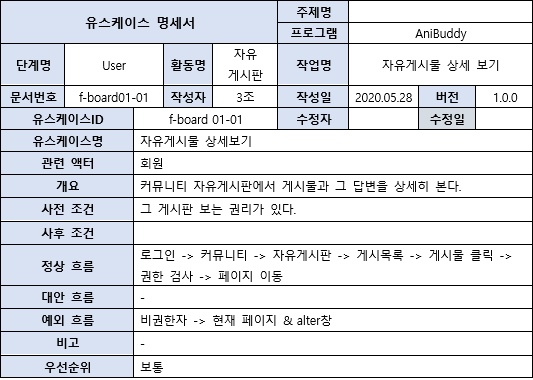 유스케이스 명세서 주제명
프로그램 AniBuddy
단계명 User 활동명 자유 게시판 작업명 자유게시물 상세 보기
문서번호 f-board01-01 작성자 3조 작성일 2020.05.28 버전 1.0.0
유스케이스ID f-board 01-01 수정자 수정일
유스케이스명 자유게시물 상세보기
관련 액터 회원
개요 커뮤니티 자유게시판에서 게시물과 그 답변을 상세히 본다.
사전 조건 그 게시판 보는 권리가 있다.
사후 조건
정상 흐름 로그인 -> 커뮤니티 -> 자유게시판 -> 게시목록 -> 게시물 클릭 ->
권한 검사 -> 페이지 이동
대안 흐름 -
예외 흐름 비권한자 -> 현재 페이지 & alter창
비고 -
우선순위 보통